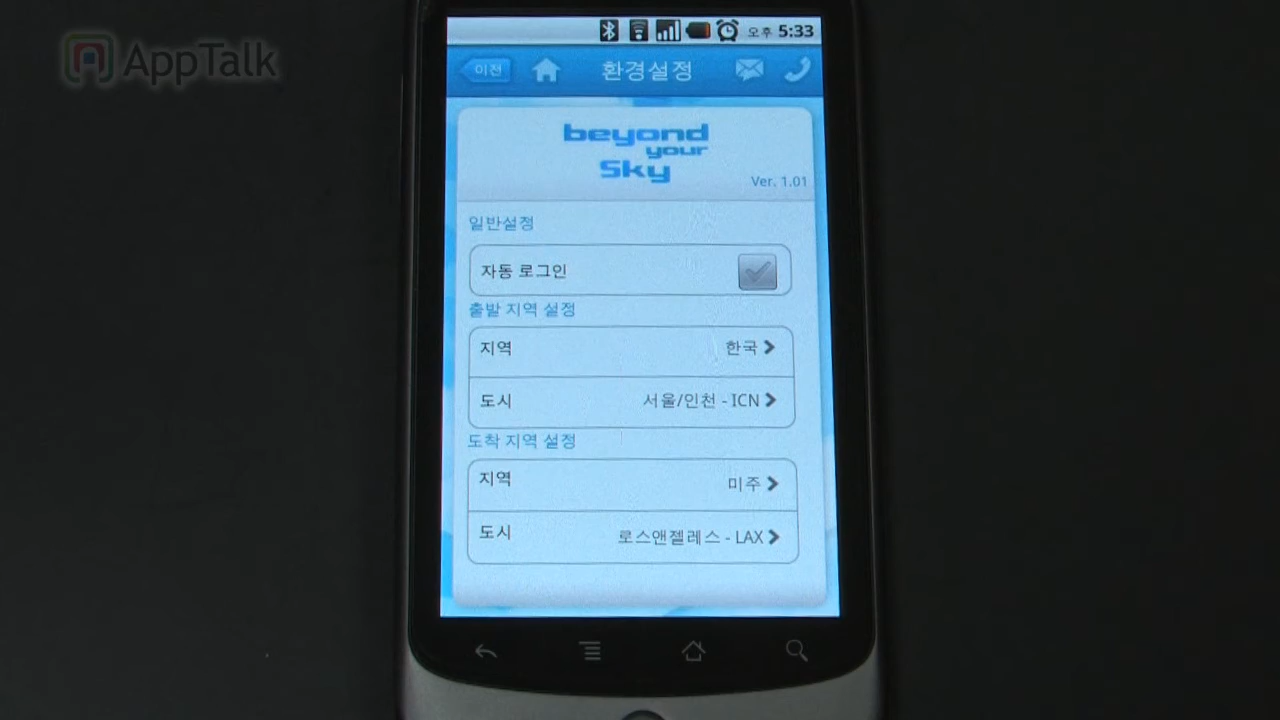 AppTalk
오후 5:33
이전
환경설정
beyond
your
Sky
Ver. 1.01
일반설정
자동 로그인
출발 지역 설정
지역 한국
도시 서울/인천 - ICN
도착 지역 설정
지역 미주
도시 로스앤젤레스 - LAX